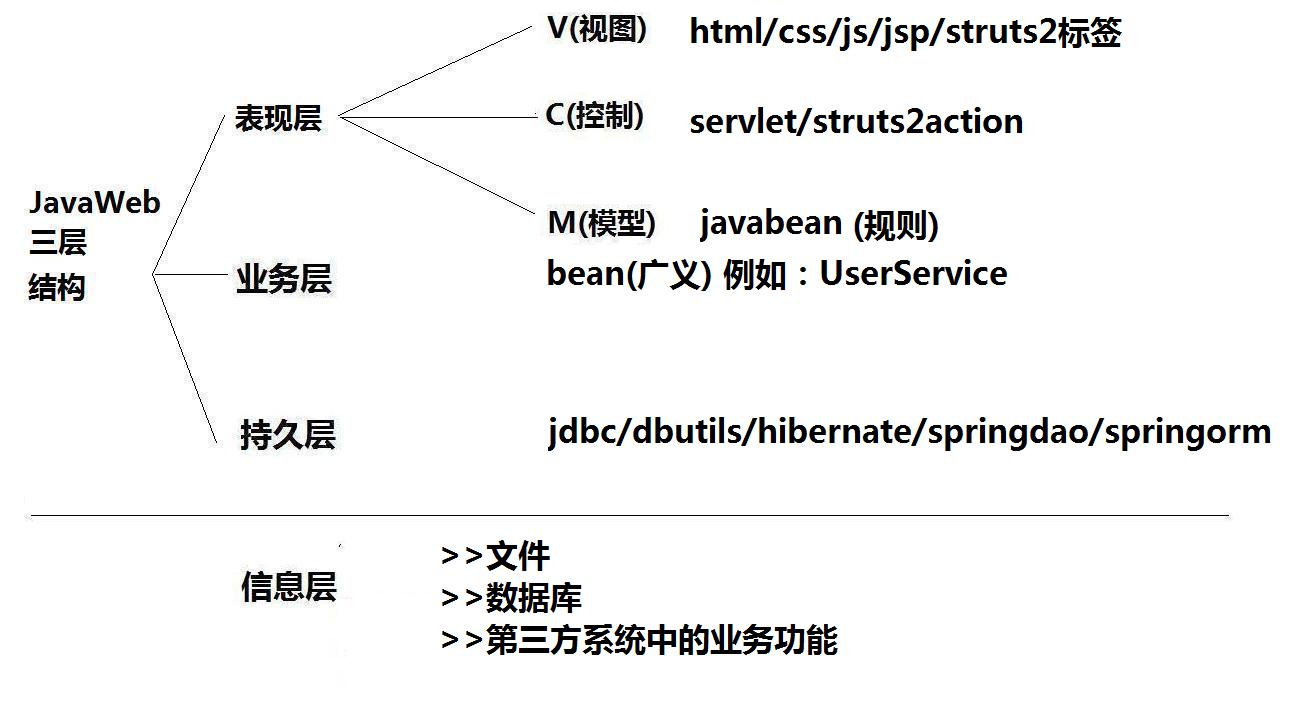 V(视图) html/css/js/jsp/struts2标签
表现层 C(控制) servlet/struts2action
JavaWeb
三层
结构
M(模型) javabean (规则)
业务层 bean(广义) 例如：UserService
持久层 jdbc/dbutils/hibernate/springdao/springorm
信息层
>>文件
>>数据库
>>第三方系统中的业务功能